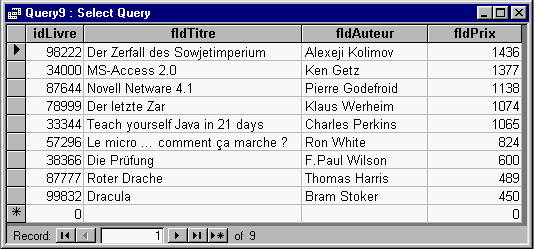 Query9 : Select Query
idLivre fldTitre fldAuteur fldPrix
98222 Der Zerfall des Sowjetimperium Alexeji Kolimov 1436
34000 MS-Access 2.0 Ken Getz 1377
87644 Novell Netware 4.1 Pierre Godefroid 1138
78999 Der letzte Zar Klaus Werheim 1074
33344 Teach yourself Java in 21 days Charles Perkins 1065
57296 Le micro ... comment ça marche ? Ron White 824
38366 Die Prüfung F.Paul Wilson 600
87777 Roter Drache Thomas Harris 489
99832 Dracula Bram Stoker 450
0 0
Record: 1 of 9